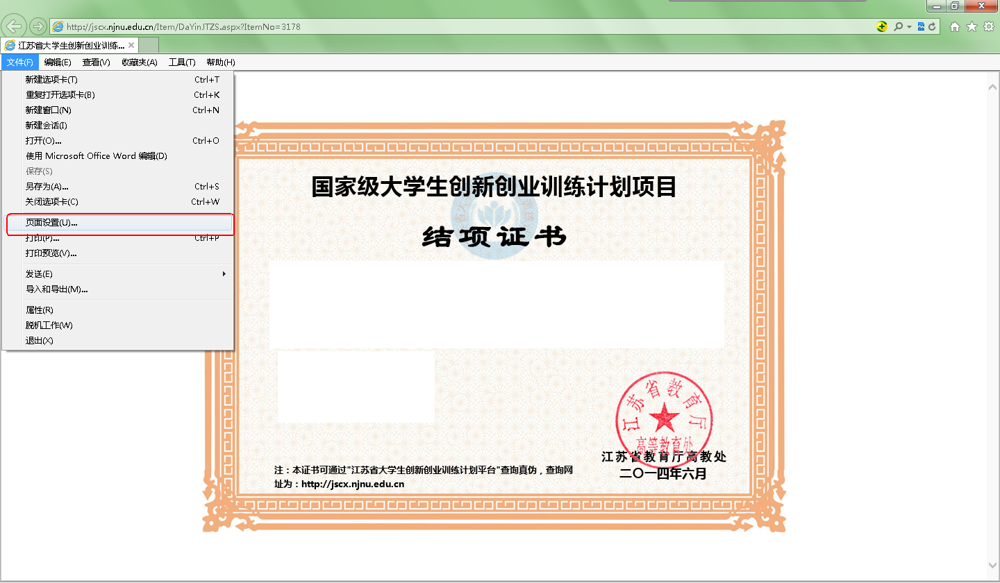 http://jscx.njnu.edu.cn/Item/DaYinJTZS.aspx?ItemNo=3178
江苏省大学生创新创业训练...
文件(F) 编辑(E) 查看(V) 收藏夹(A) 工具(T) 帮助(H)
新建选项卡(T) Ctrl+T
重复打开选项卡(B) Ctrl+K
新建窗口(N) Ctrl+N
新建会话(I)
打开(O)... Ctrl+O
使用 Microsoft Office Word 编辑(D)
保存(S)
另存为(A)... Ctrl+S
关闭选项卡(C) Ctrl+W
页面设置(U)...
打印(P)... Ctrl+P
打印预览(V)...
发送(E)
导入和导出(M)...
属性(R)
脱机工作(W)
退出(X)
国家级大学生创新创业训练计划项目
结项证书
江苏省教育厅
高等教育处
江苏省教育厅高教处
二〇一四年六月
注：本证书可通过"江苏省大学生创新创业训练计划平台"查询真伪，查询网
址为：http://jscx.njnu.edu.cn